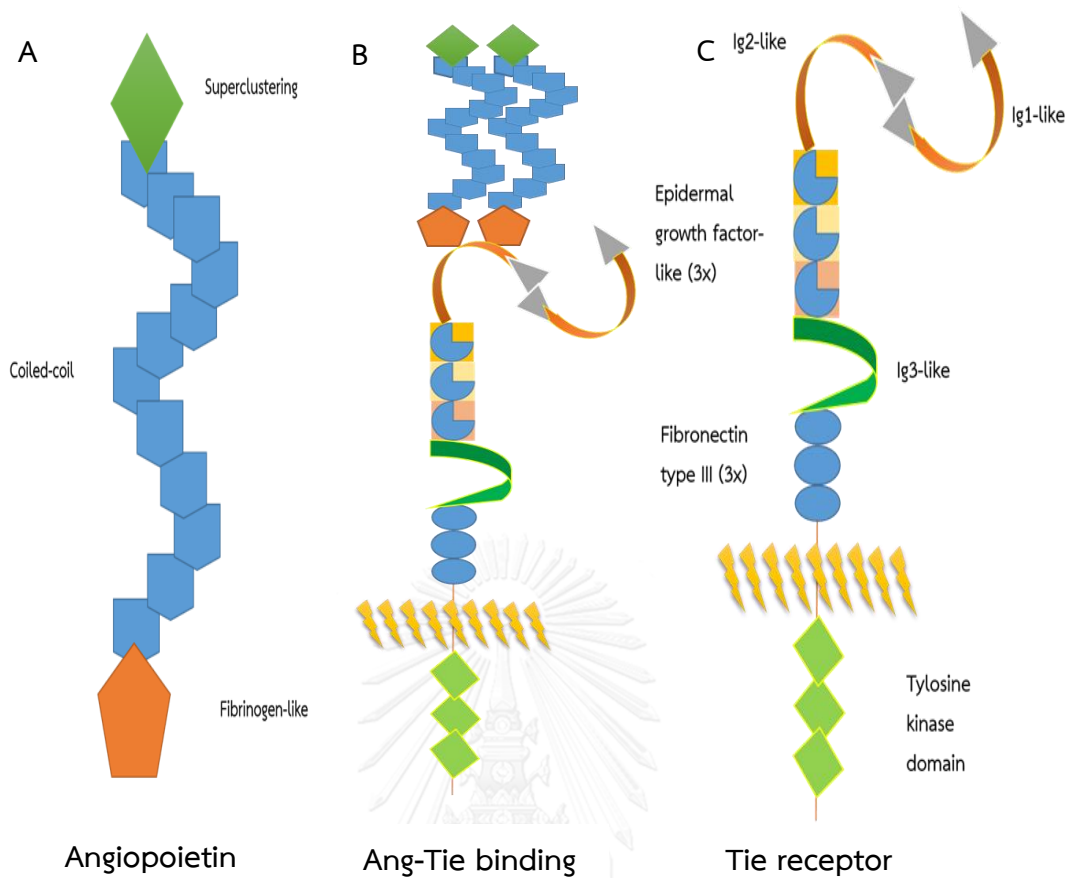 A
Superclustering
Coiled-coil
Fibrinogen-like
Angiopoietin
B
Ang-Tie binding
C
Ig2-like
Ig1-like
Epidermal
growth factor-
like (3x)
Ig3-like
Fibronectin
type III (3x)
Tylosine
kinase
domain
Tie receptor